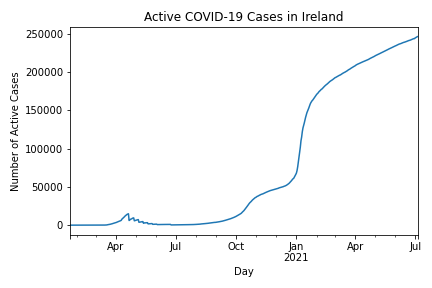 Active COVID-19 Cases in Ireland
Number of Active Cases
250000
200000
150000
100000
50000
0
Apr Jul Oct Jan Apr Jul
2021
Day